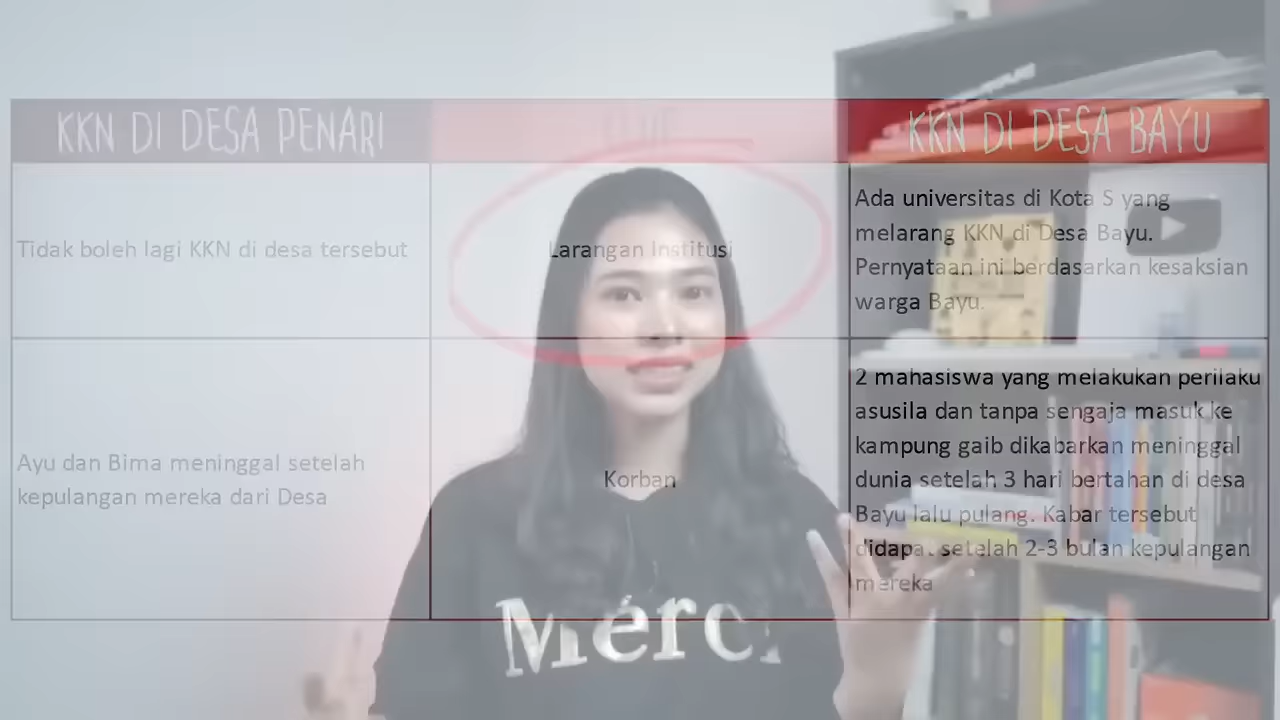 KKN DI DESA PENARI
KKN DI DESA BAYU
Tidak boleh lagi KKN di desa tersebut
Larangan Institusi
Ada universitas di Kota S yang
melarang KKN di Desa Bayu.
Pernyataan ini berdasarkan kesaksian
warga Bayu.
Ayu dan Bima meninggal setelah
kepulangan mereka dari Desa
Korban
2 mahasiswa yang melakukan perilaku
asusila dan tanpa sengaja masuk ke
kampung gaib dikabarkan meninggal
dunia setelah 3 hari bertahan di desa
Bayu lalu pulang. Kabar tersebut
didapat setelah 2-3 bulan kepulangan
mereka
Merci